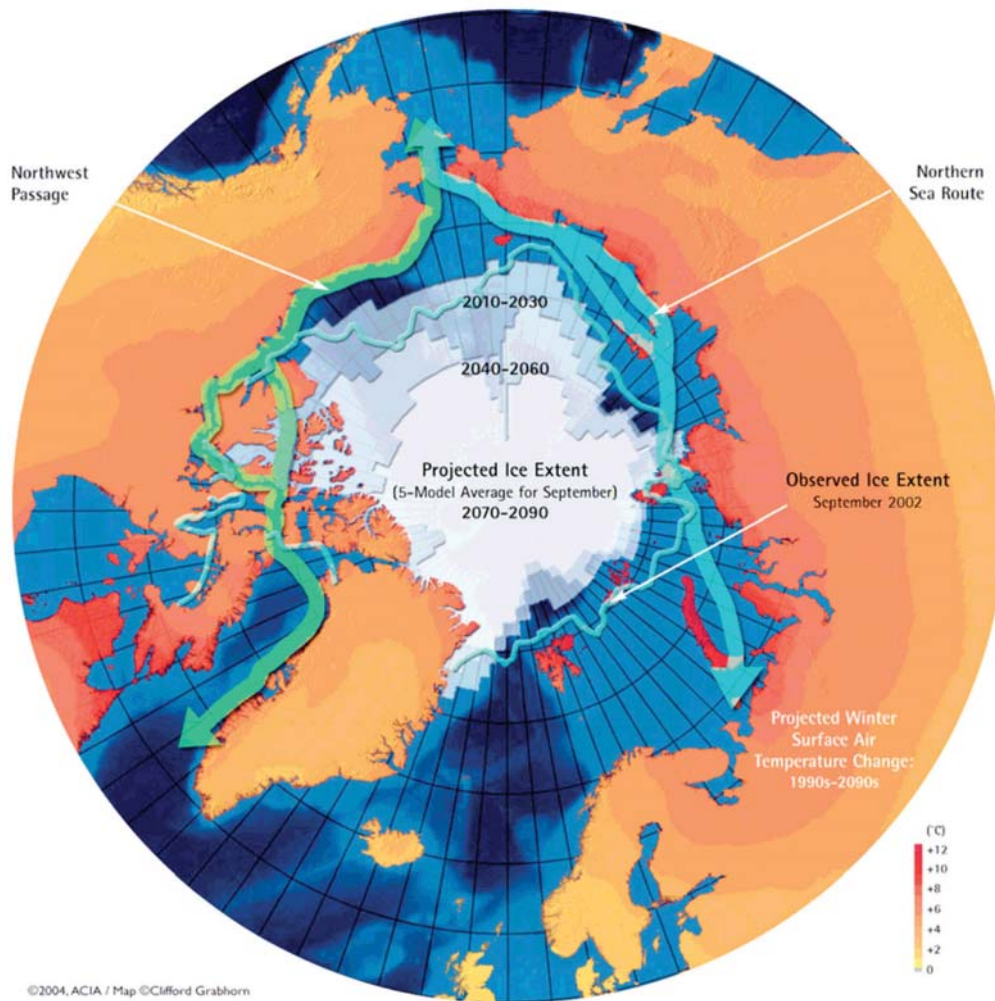 Northwest
Passage
Northern
Sea Route
2010-2030
2040-2060
Projected Ice Extent
(5-Model Average for September)
2070-2090
Observed Ice Extent
September 2002
Projected Winter
Surface Air
Temperature Change:
1990s-2090s
(°C)
+12
+10
+8
+6
+4
+2
0
©2004, ACIA / Map ©Clifford Grabhorn